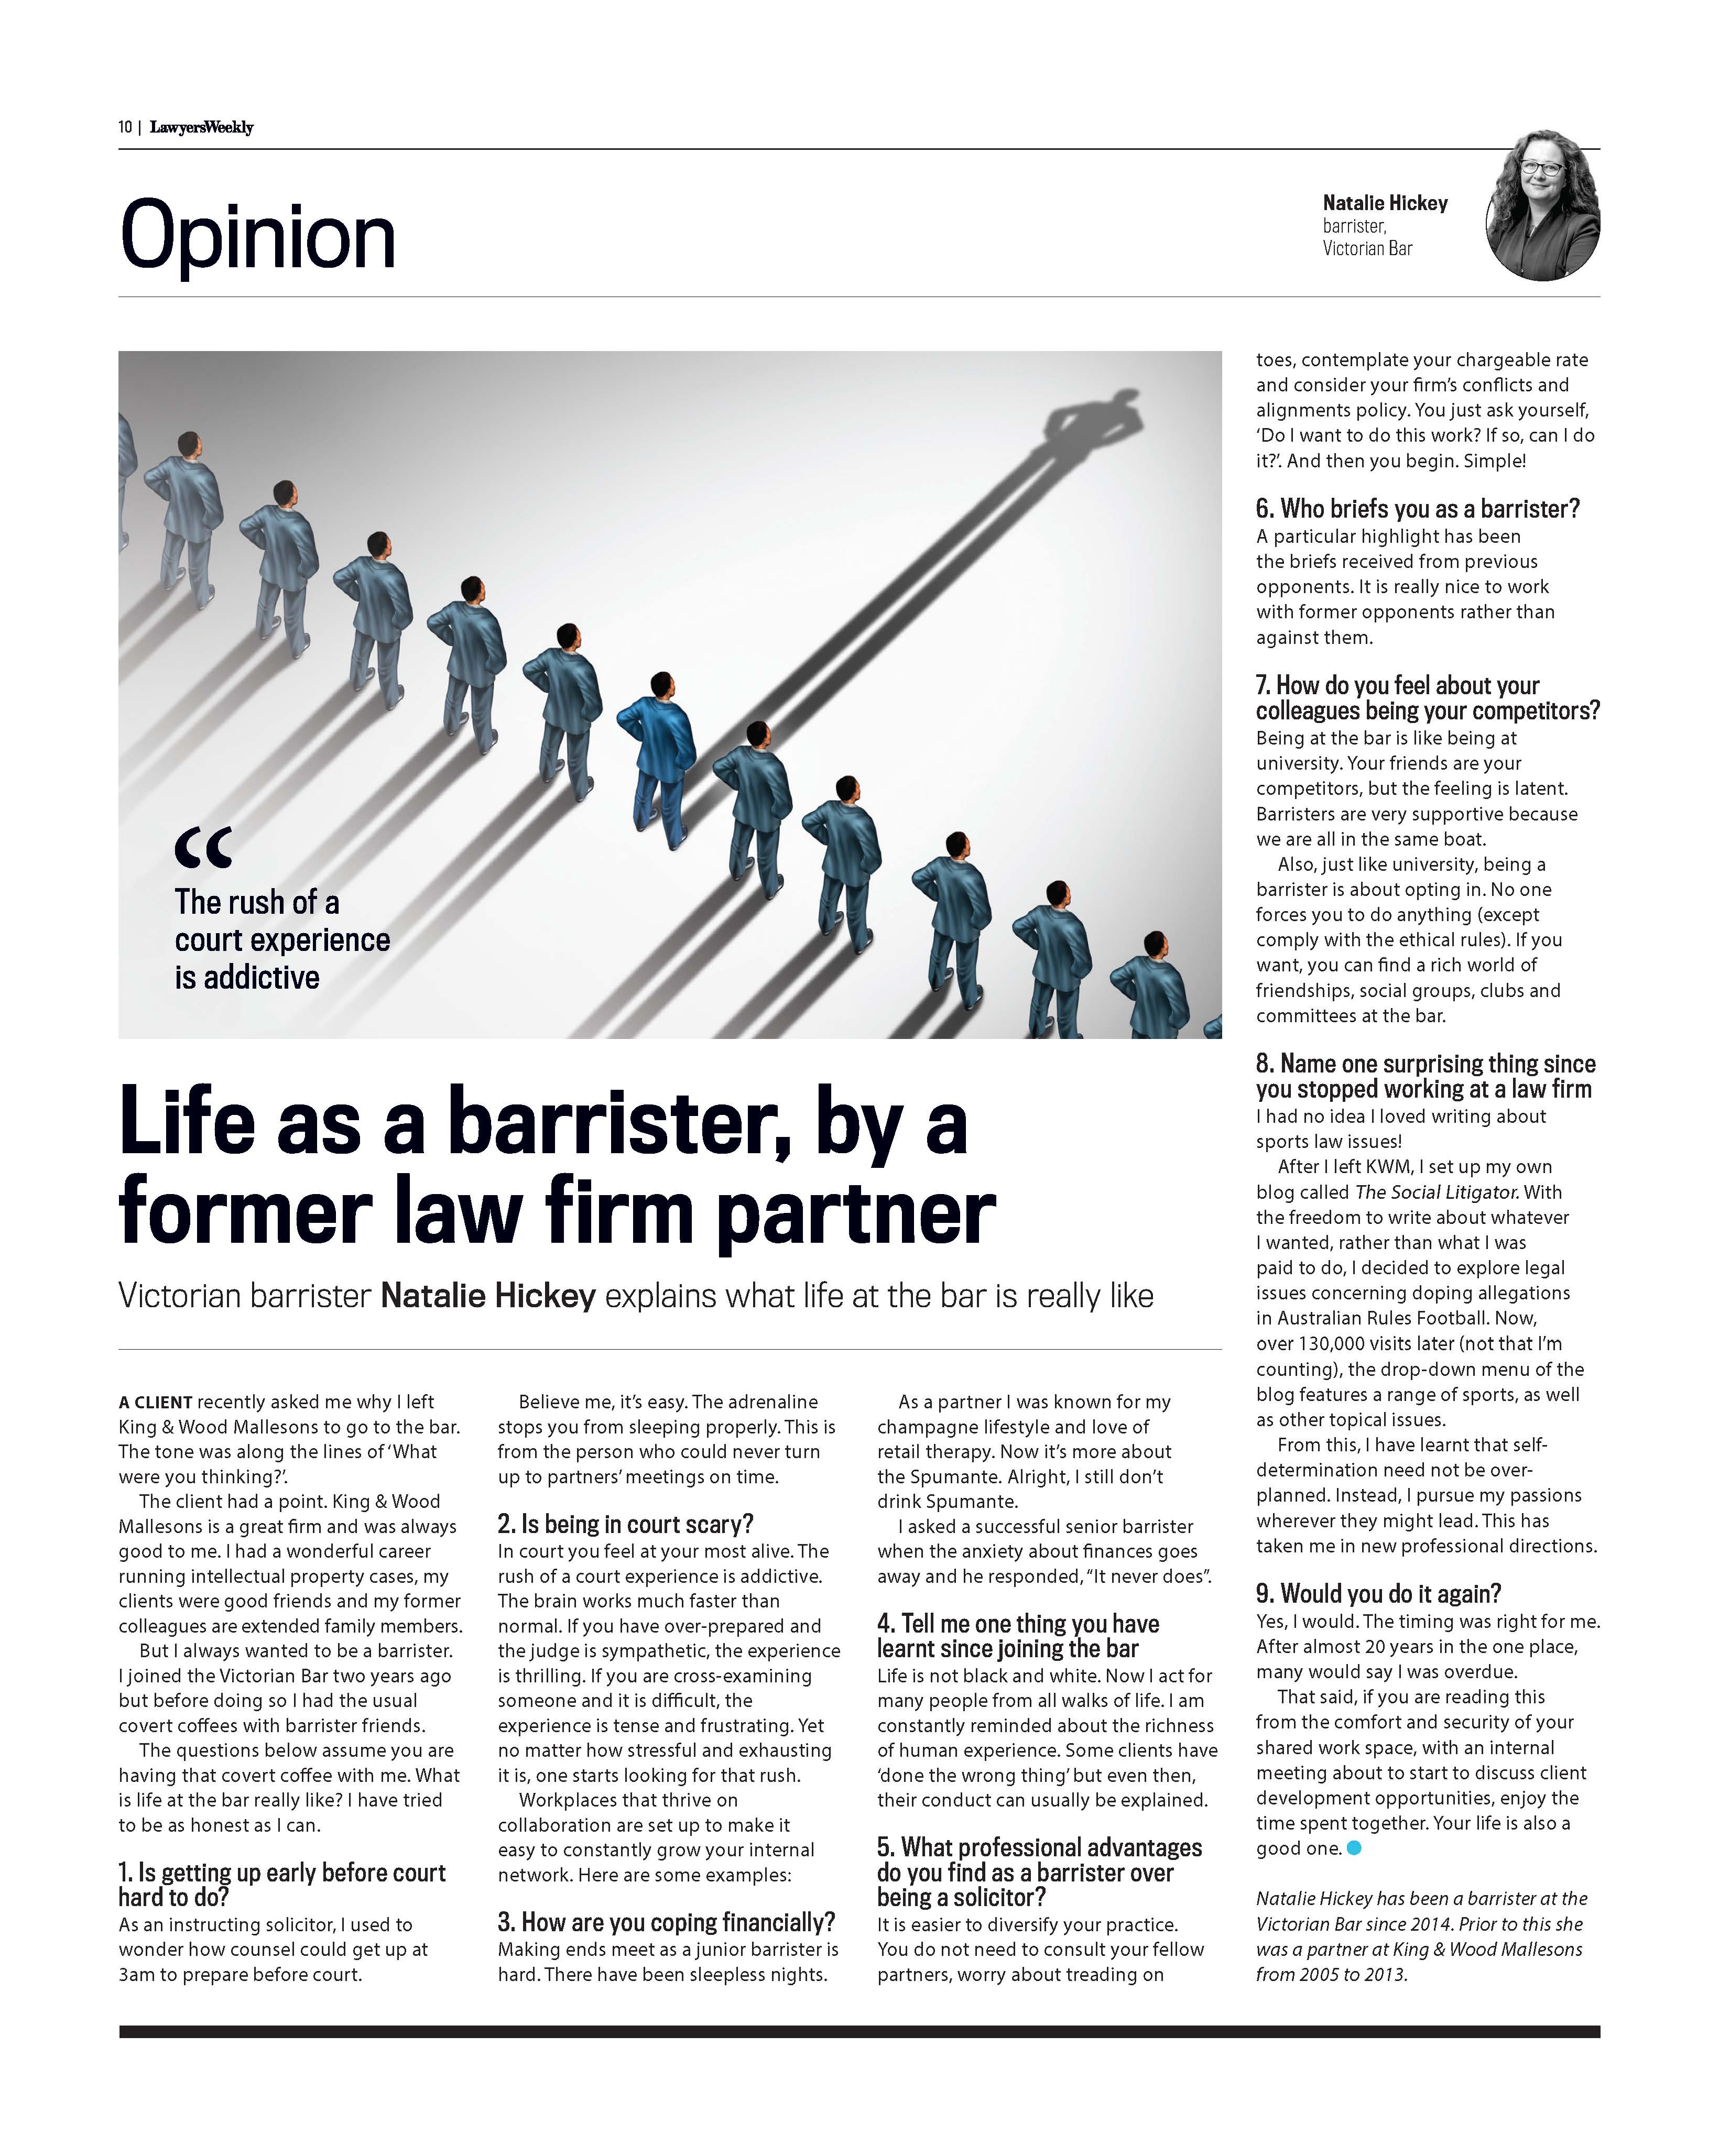 10 | LawyersWeekly
Opinion
Natalie Hickey
barrister,
Victorian Bar
“
The rush of a
court experience
is addictive
Life as a barrister, by a
former law firm partner
Victorian barrister Natalie Hickey explains what life at the bar is really like
A CLIENT recently asked me why I left
King & Wood Mallesons to go to the bar.
The tone was along the lines of ‘What
were you thinking?’.
The client had a point. King & Wood
Mallesons is a great firm and was always
good to me. I had a wonderful career
running intellectual property cases, my
clients were good friends and my former
colleagues are extended family members.
But I always wanted to be a barrister.
I joined the Victorian Bar two years ago
but before doing so I had the usual
covert coffees with barrister friends.
The questions below assume you are
having that covert coffee with me. What
is life at the bar really like? I have tried
to be as honest as I can.
1. Is getting up early before court
hard to do?
As an instructing solicitor, I used to
wonder how counsel could get up at
3am to prepare before court.
Believe me, it’s easy. The adrenaline
stops you from sleeping properly. This is
from the person who could never turn
up to partners’ meetings on time.
2. Is being in court scary?
In court you feel at your most alive. The
rush of a court experience is addictive.
The brain works much faster than
normal. If you have over-prepared and
the judge is sympathetic, the experience
is thrilling. If you are cross-examining
someone and it is difficult, the
experience is tense and frustrating. Yet
no matter how stressful and exhausting
it is, one starts looking for that rush.
Workplaces that thrive on
collaboration are set up to make it
easy to constantly grow your internal
network. Here are some examples:
3. How are you coping financially?
Making ends meet as a junior barrister is
hard. There have been sleepless nights.
As a partner I was known for my
champagne lifestyle and love of
retail therapy. Now it’s more about
the Spumante. Alright, I still don’t
drink Spumante.
I asked a successful senior barrister
when the anxiety about finances goes
away and he responded, “It never does”.
4. Tell me one thing you have
learnt since joining the bar
Life is not black and white. Now I act for
many people from all walks of life. I am
constantly reminded about the richness
of human experience. Some clients have
‘done the wrong thing’ but even then,
their conduct can usually be explained.
5. What professional advantages
do you find as a barrister over
being a solicitor?
It is easier to diversify your practice.
You do not need to consult your fellow
partners, worry about treading on
toes, contemplate your chargeable rate
and consider your firm’s conflicts and
alignments policy. You just ask yourself,
‘Do I want to do this work? If so, can I do
it?’. And then you begin. Simple!
6. Who briefs you as a barrister?
A particular highlight has been
the briefs received from previous
opponents. It is really nice to work
with former opponents rather than
against them.
7. How do you feel about your
colleagues being your competitors?
Being at the bar is like being at
university. Your friends are your
competitors, but the feeling is latent.
Barristers are very supportive because
we are all in the same boat.
Also, just like university, being a
barrister is about opting in. No one
forces you to do anything (except
comply with the ethical rules). If you
want, you can find a rich world of
friendships, social groups, clubs and
committees at the bar.
8. Name one surprising thing since
you stopped working at a law firm
I had no idea I loved writing about
sports law issues!
After I left KWM, I set up my own
blog called The Social Litigator. With
the freedom to write about whatever
I wanted, rather than what I was
paid to do, I decided to explore legal
issues concerning doping allegations
in Australian Rules Football. Now,
over 130,000 visits later (not that I’m
counting), the drop-down menu of the
blog features a range of sports, as well
as other topical issues.
From this, I have learnt that self-
determination need not be over-
planned. Instead, I pursue my passions
wherever they might lead. This has
taken me in new professional directions.
9. Would you do it again?
Yes, I would. The timing was right for me.
After almost 20 years in the one place,
many would say I was overdue.
That said, if you are reading this
from the comfort and security of your
shared work space, with an internal
meeting about to start to discuss client
development opportunities, enjoy the
time spent together. Your life is also a
good one.
Natalie Hickey has been a barrister at the
Victorian Bar since 2014. Prior to this she
was a partner at King & Wood Mallesons
from 2005 to 2013.